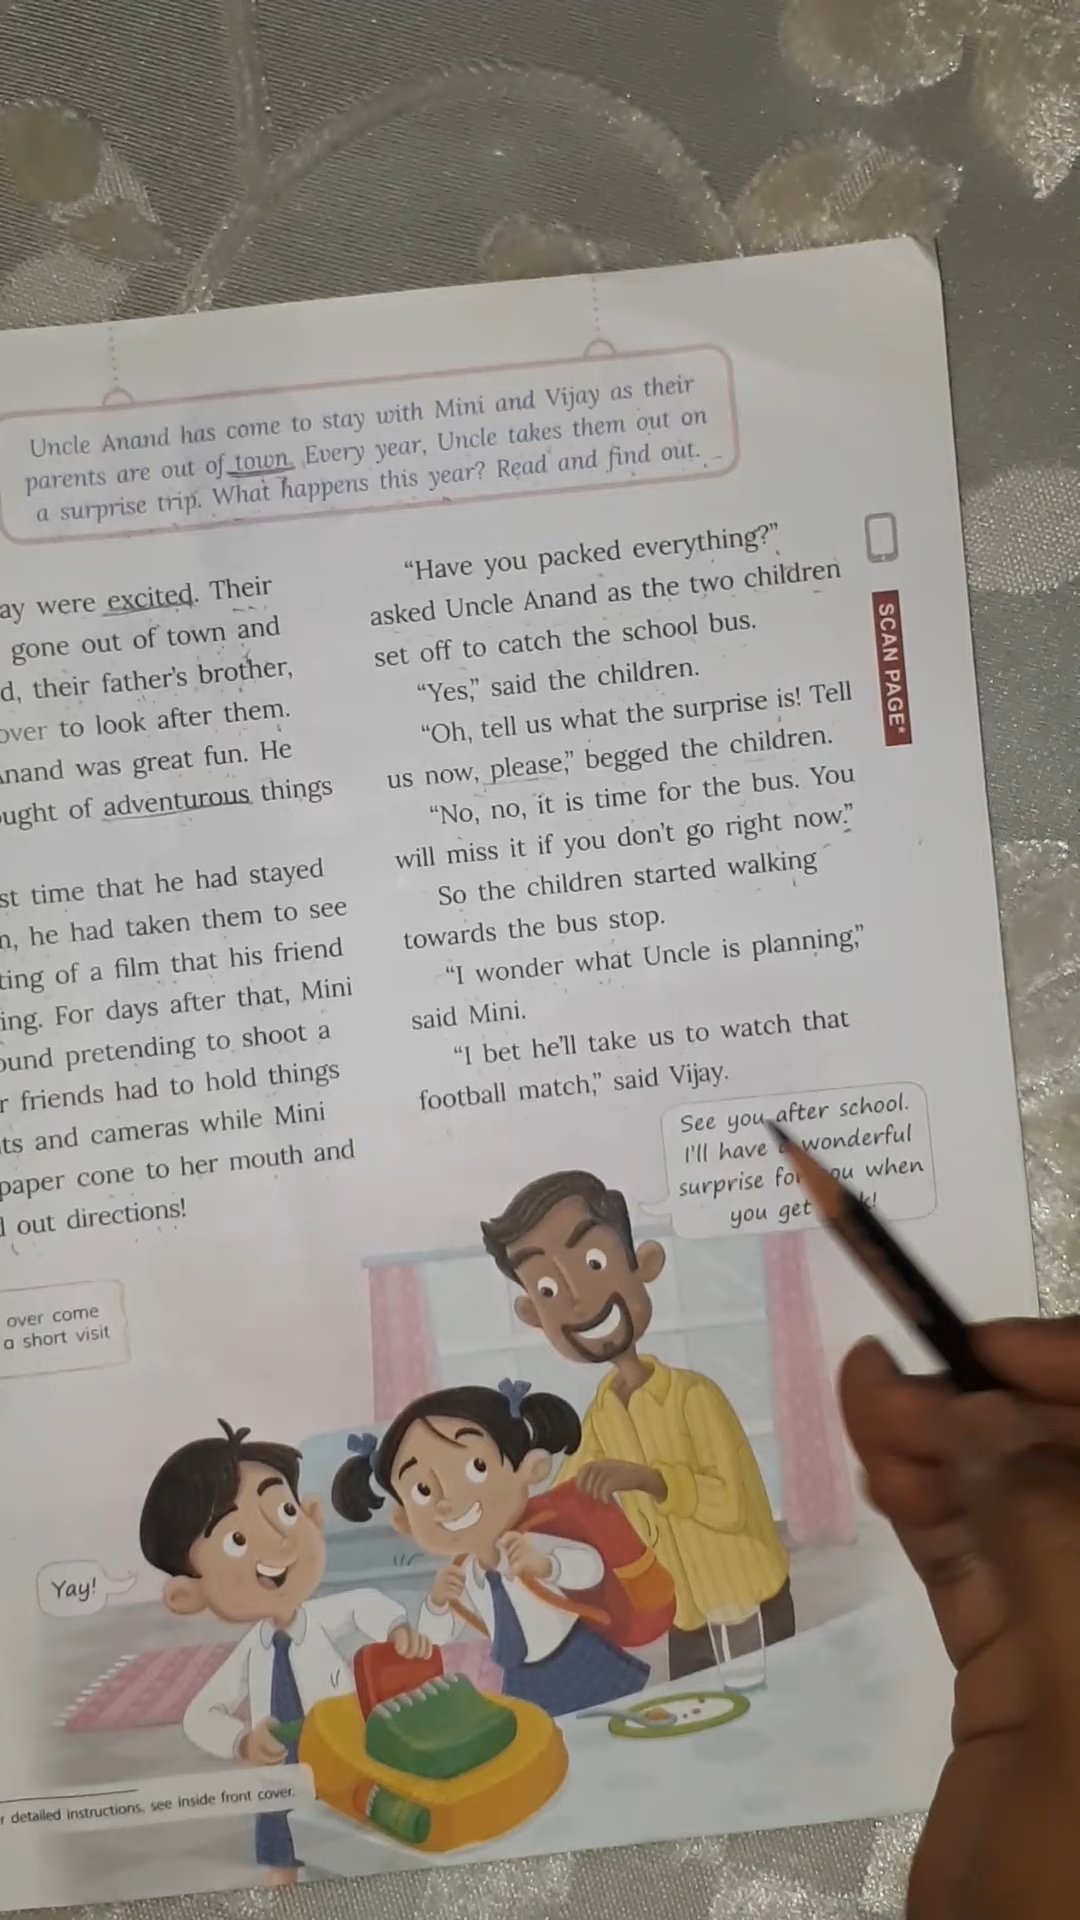 Uncle Anand has come to stay with Mini and Vijay as their
parents are out of town. Every year, Uncle takes them out on
a surprise trip. What happens this year? Read and find out.
were excited. Their
gone out of town and
their father's brother,
over to look after them.
was great fun. He
of adventurous things
time that he had stayed
he had taken them to see
of a film that his friend
For days after that, Mini
pretending to shoot a
friends had to hold things
and cameras while Mini
paper cone to her mouth and
out directions!
over come
a short visit
"Have you packed everything?"
asked Uncle Anand as the two children
set off to catch the school bus.
"Yes," said the children.
"Oh, tell us what the surprise is! Tell
us now, please," begged the children.
"No, no, it is time for the bus. You
will miss it if you don't go right now."
So the children started walking
towards the bus stop.
"I wonder what Uncle is planning,"
said Mini.
"I bet he'll take us to watch that
football match," said Vijay.
SCAN PAGE*
See you after school.
I'll have wonderful
surprise when
you get
Yay!
detailed instructions, see inside front cover.